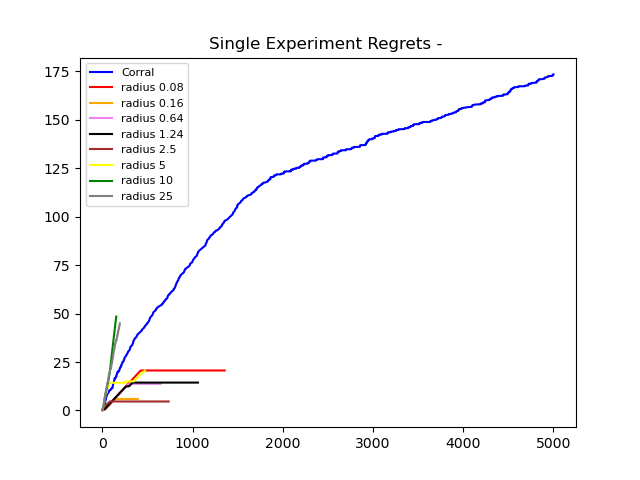 Single Experiment Regrets -
175
150
125
100
75
50
25
0
Corral
radius 0.08
radius 0.16
radius 0.64
radius 1.24
radius 2.5
radius 5
radius 10
radius 25
0 1000 2000 3000 4000 5000